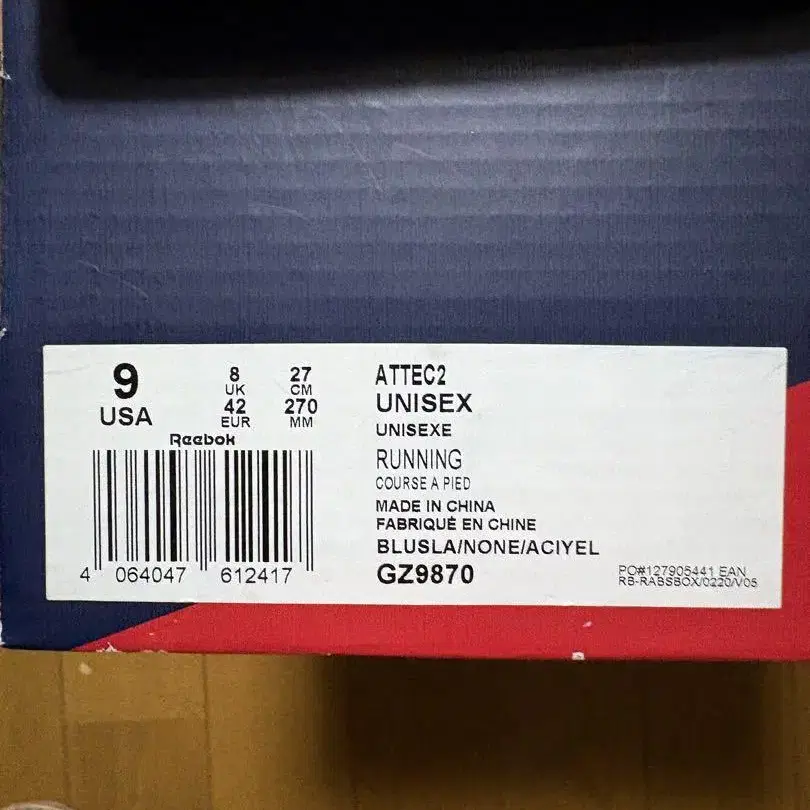 9
USA
8
UK
42
EUR
27
CM
270
MM
Reebok
4 064047 612417
ATTEC2
UNISEX
UNISEXE
RUNNING
COURSE A PIED
MADE IN CHINA
FABRIQUÉ EN CHINE
BLUSLA/NONE/ACIYEL
GZ9870
PO#127905441 EAN
RB-RABSBOX/0220/V05